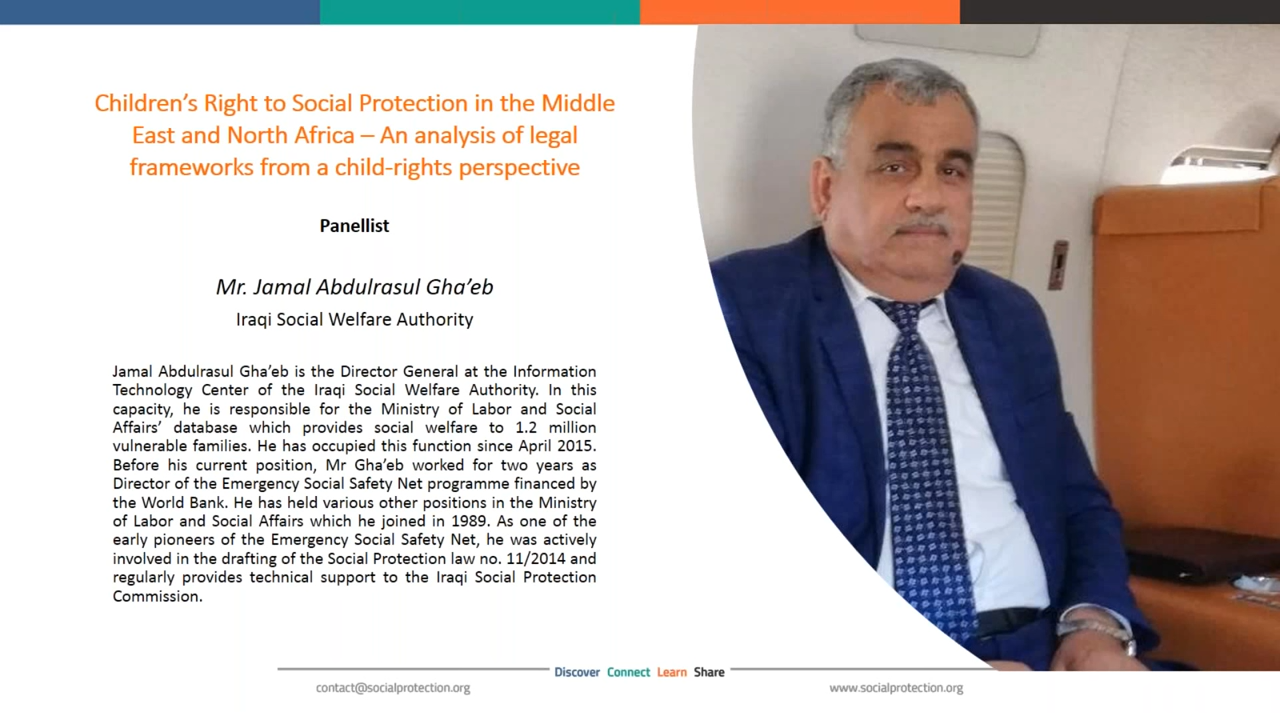 Children’s Right to Social Protection in the Middle
East and North Africa – An analysis of legal
frameworks from a child-rights perspective
Panellist
Mr. Jamal Abdulrasul Gha’eb
Iraqi Social Welfare Authority
Jamal Abdulrasul Gha’eb is the Director General at the Information
Technology Center of the Iraqi Social Welfare Authority. In this
capacity, he is responsible for the Ministry of Labor and Social
Affairs’ database which provides social welfare to 1.2 million
vulnerable families. He has occupied this function since April 2015.
Before his current position, Mr Gha’eb worked for two years as
Director of the Emergency Social Safety Net programme financed by
the World Bank. He has held various other positions in the Ministry
of Labor and Social Affairs which he joined in 1989. As one of the
early pioneers of the Emergency Social Safety Net, he was actively
involved in the drafting of the Social Protection law no. 11/2014 and
regularly provides technical support to the Iraqi Social Protection
Commission.
Discover Connect Learn Share
contact@socialprotection.org
www.socialprotection.org